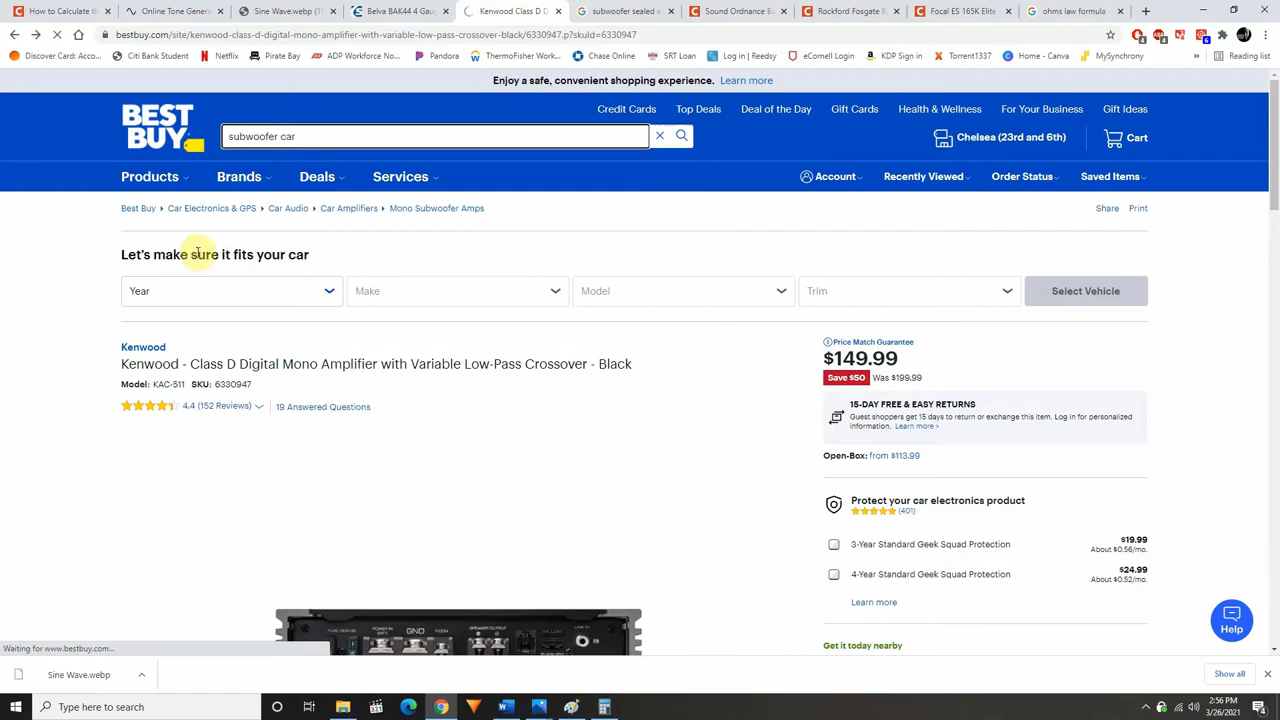 How to Calculate th
Online Tone Gener
Sine Wave.webp (12
Belva BAK44 4 Gau
Kenwood Class D D
subwoofer sealed e
Sound Ordnance B
Rockford Fosgate R
Focal ES 165K Elite
ohms law formula
bestbuy.com/site/kenwood-class-d-digital-mono-amplifier-with-variable-low-pass-crossover-black/6330947.p?skuId=6330947
Discover Card: Acco...
Citi Bank Student
Netflix
Pirate Bay
ADP Workforce No...
Pandora
ThermoFisher Worf...
Chase Online
SRT Loan
Log in | Reedsy
eCornell Login
KDP Sign in
Torrent1337
Home - Canva
MySynchrony
»
Reading list
Enjoy a safe, convenient shopping experience. Learn more
Credit Cards
Top Deals
Deal of the Day
Gift Cards
Health & Wellness
For Your Business
Gift Ideas
BEST
BUY
subwoofer car
Chelsea (23rd and 6th)
Cart
Products
Brands
Deals
Services
Account
Recently Viewed
Order Status
Saved Items
Best Buy
Car Electronics & GPS
Car Audio
Car Amplifiers
Mono Subwoofer Amps
Share
Print
Let's make sure it fits your car
Year
Make
Model
Trim
Select Vehicle
Kenwood
Kenwood - Class D Digital Mono Amplifier with Variable Low-Pass Crossover - Black
Model: KAC-511 SKU: 6330947
4.4 (152 Reviews)
19 Answered Questions
Price Match Guarantee
$149.99
Save $50 Was $199.99
15-DAY FREE & EASY RETURNS
Guest shoppers get 15 days to return or exchange this item. Log in for personalized
information. Learn more >
Open-Box: from $113.99
Protect your car electronics product
(401)
3-Year Standard Geek Squad Protection
$19.99
About $0.56/mo.
4-Year Standard Geek Squad Protection
$24.99
About $0.52/mo.
Learn more
Get it today nearby
Help
GND
SPEAKER OUTPUT
LINE IN
Waiting for www.bestbuy.com...
Sine Wave.webp
Show all
Type here to search
2:56 PM
3/26/2021